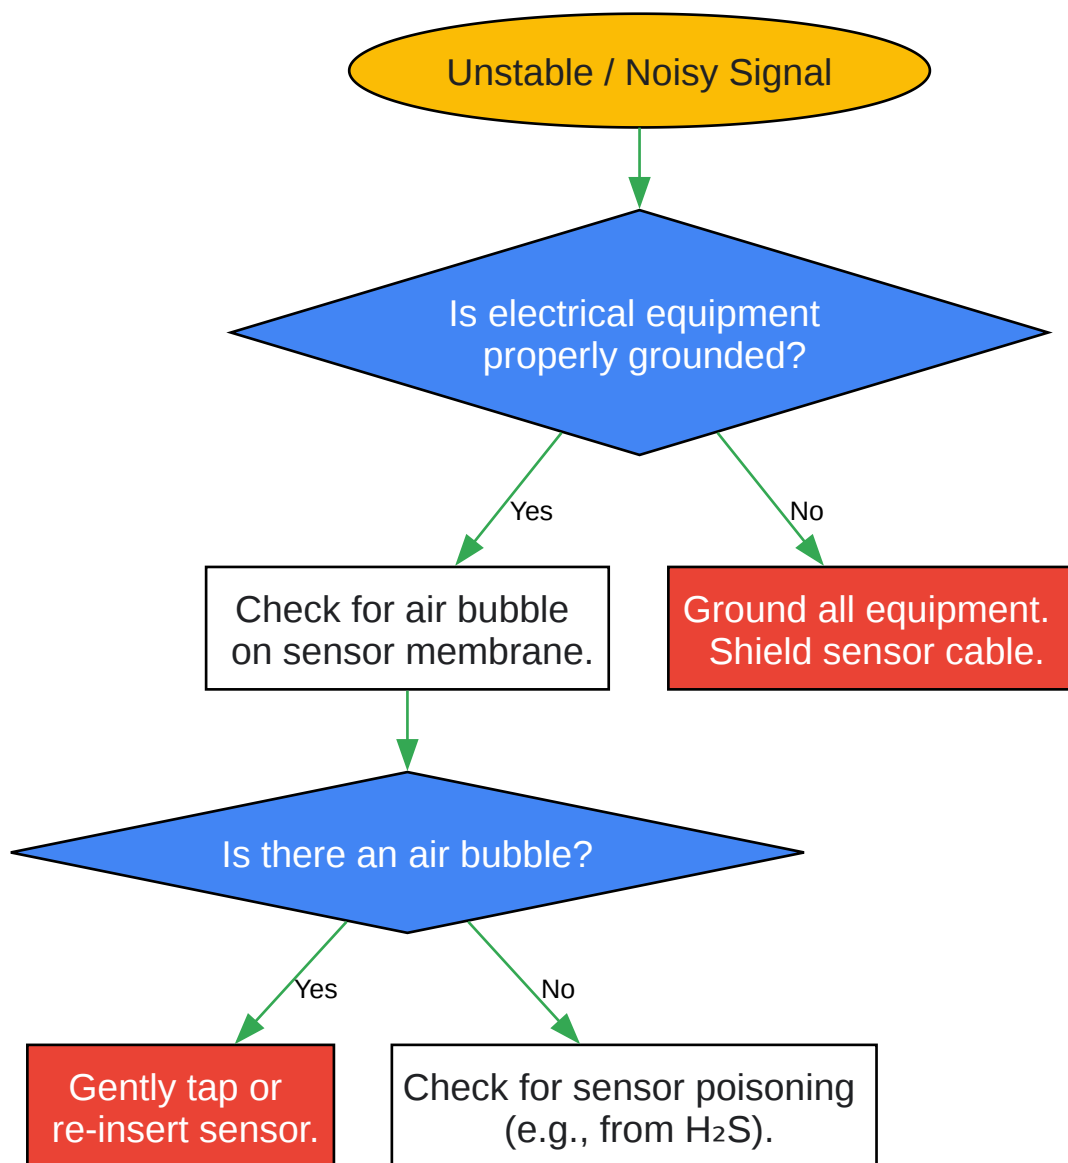 Unstable / Noisy Signal
Is electrical equipment
properly grounded?
Yes
No
Check for air bubble
on sensor membrane.
Ground all equipment.
Shield sensor cable.
Is there an air bubble?
Yes
No
Gently tap or
re-insert sensor.
Check for sensor poisoning
(e.g., from H₂S).